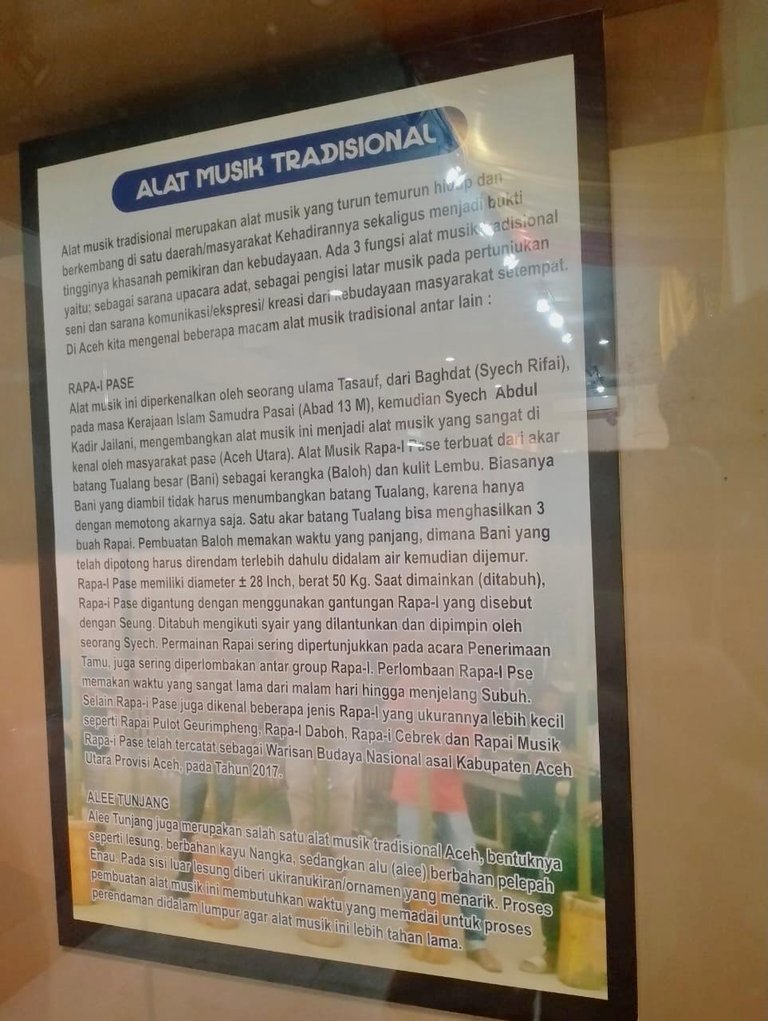 ALAT MUSIK TRADISIONAL
Alat musik tradisional merupakan alat musik yang turun temurun hidup dan
berkembang di satu daerah/masyarakat Kehadirannya sekaligus menjadi bukti
tingginya khasanah pemikiran dan kebudayaan. Ada 3 fungsi alat musik tradisional
yaitu; sebagai sarana upacara adat, sebagai pengisi latar musik pada pertunjukan
seni dan sarana komunikasi/ekspresi/ kreasi dari kebudayaan masyarakat setempat.
Di Aceh kita mengenal beberapa macam alat musik tradisional antar lain :
RAPA-I PASE
Alat musik ini diperkenalkan oleh seorang ulama Tasauf, dari Baghdat (Syech Rifai),
pada masa Kerajaan Islam Samudra Pasai (Abad 13 M), kemudian Syech Abdul
Kadir Jailani, mengembangkan alat musik ini menjadi alat musik yang sangat di
kenal oleh masyarakat pase (Aceh Utara). Alat Musik Rapa-I Pase terbuat dari akar
batang Tualang besar (Bani) sebagai kerangka (Baloh) dan kulit Lembu. Biasanya
Bani yang diambil tidak harus menumbangkan batang Tualang, karena hanya
dengan memotong akarnya saja. Satu akar batang Tualang bisa menghasilkan 3
buah Rapai. Pembuatan Baloh memakan waktu yang panjang, dimana Bani yang
telah dipotong harus direndam terlebih dahulu didalam air kemudian dijemur.
Rapa-I Pase memiliki diameter ± 28 Inch, berat 50 Kg. Saat dimainkan (ditabuh),
Rapa-i Pase digantung dengan menggunakan gantungan Rapa-I yang disebut
dengan Seung. Ditabuh mengikuti syair yang dilantunkan dan dipimpin oleh
seorang Syech. Permainan Rapai sering dipertunjukkan pada acara Penerimaan
Tamu, juga sering diperlombakan antar group Rapa-I. Perlombaan Rapa-I Pse
memakan waktu yang sangat lama dari malam hari hingga menjelang Subuh.
Selain Rapa-i Pase juga dikenal beberapa jenis Rapa-I yang ukurannya lebih kecil
seperti Rapai Pulot Geurimpheng, Rapa-I Daboh, Rapa-i Cebrek dan Rapai Musik
Rapa-i Pase telah tercatat sebagai Warisan Budaya Nasional asal Kabupaten Aceh
Utara Provisi Aceh, pada Tahun 2017.
ALEE TUNJANG
Alee Tunjang juga merupakan salah satu alat musik tradisional Aceh, bentuknya
seperti lesung, berbahan kayu Nangka, sedangkan alu (alee) berbahan pelepah
Enau. Pada sisi luar lesung diberi ukiranukiran/ornamen yang menarik. Proses
pembuatan alat musik ini membutuhkan waktu yang memadai untuk proses
perendaman didalam lumpur agar alat musik ini lebih tahan lama.